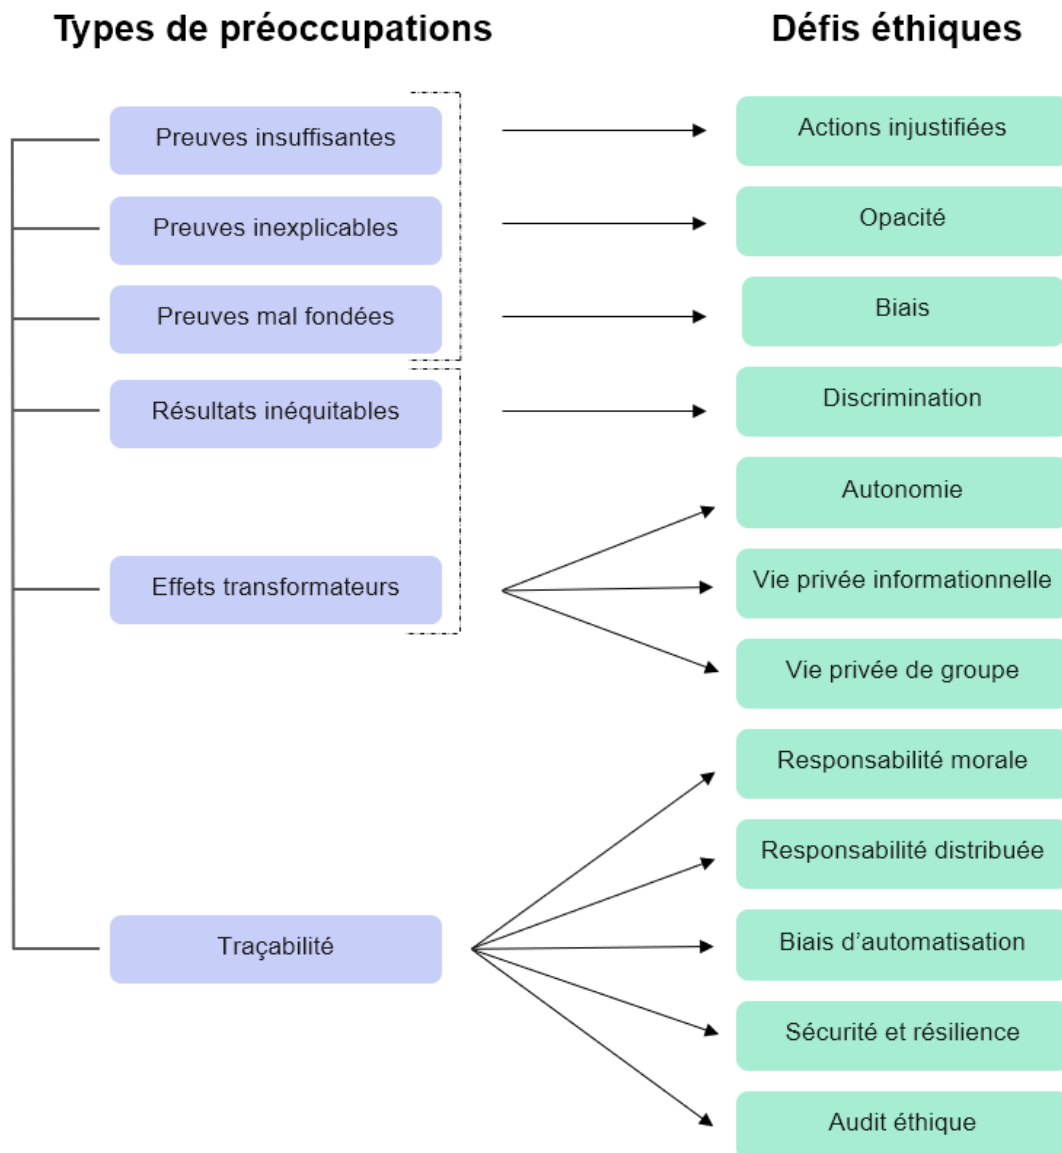 Types de préoccupations
Défis éthiques
Preuves insuffisantes
Actions injustifiées
Preuves inexplicables
Opacité
Preuves mal fondées
Biais
Résultats inéquitables
Discrimination
Autonomie
Effets transformateurs
Vie privée informationnelle
Vie privée de groupe
Responsabilité morale
Responsabilité distribuée
Traçabilité
Biais d’automatisation
Sécurité et résilience
Audit éthique